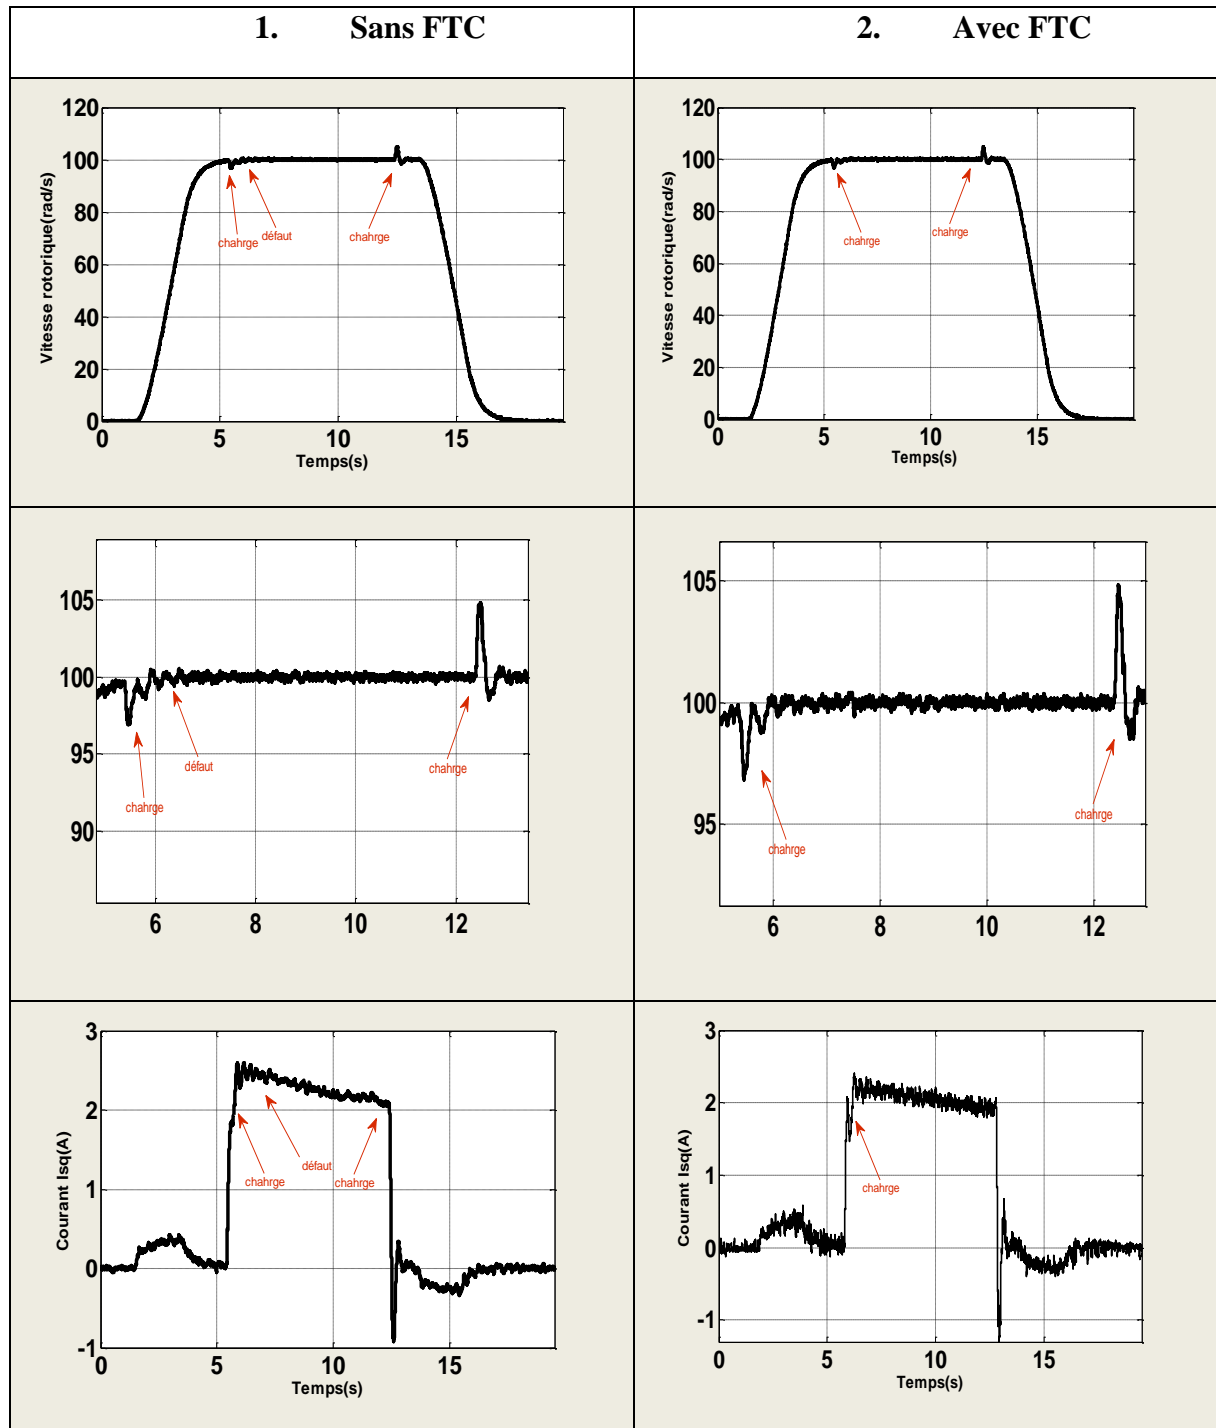 1. Sans FTC
2. Avec FTC
120
100
80
60
40
20
0
0 5 10 15
Vitesse rotorique(rad/s)
Temps(s)
chahrge
défaut
chahrge
120
100
80
60
40
20
0
0 5 10 15
Vitesse rotorique(rad/s)
Temps(s)
chahrge
chahrge
105
100
95
90
6 8 10 12
chahrge
défaut
chahrge
105
100
95
6 8 10 12
chahrge
chahrge
3
2
1
0
-1
0 5 10 15
Courant Isq(A)
Temps(s)
chahrge
défaut
chahrge
3
2
1
0
-1
0 5 10 15
Courant Isq(A)
Temps(s)
chahrge